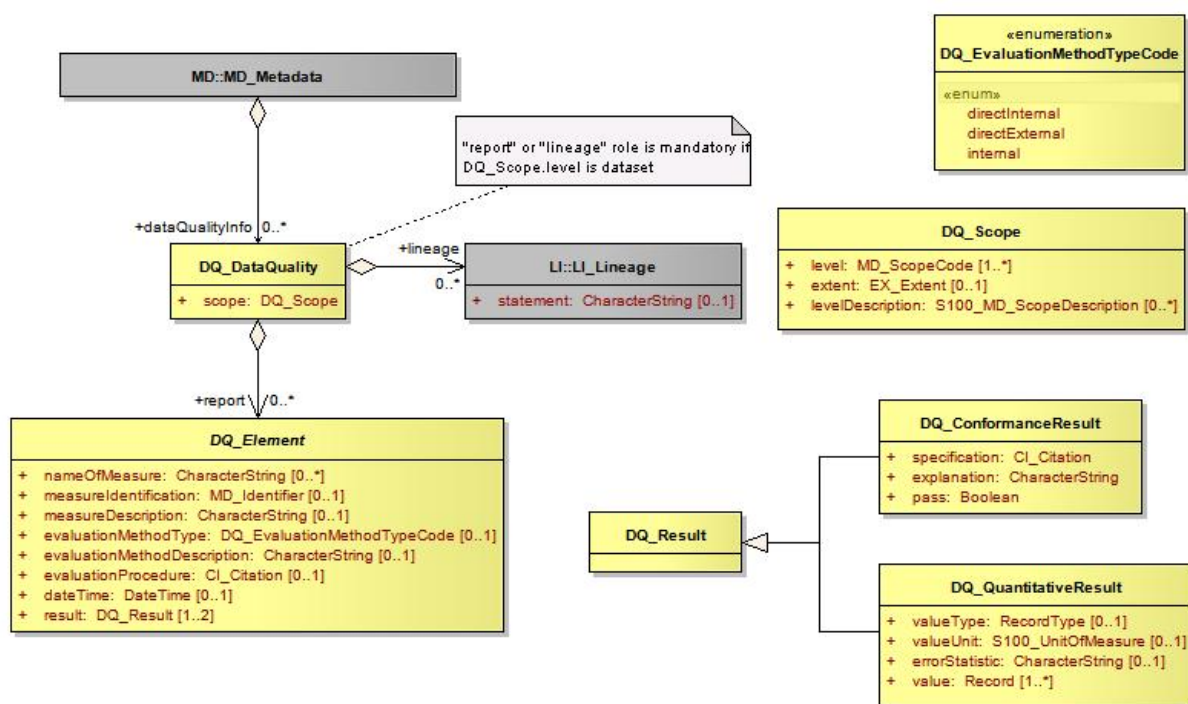 MD::MD_Metadata
«enumeration»
DQ_EvaluationMethodTypeCode
«enum»
directInternal
directExternal
internal
"report" or "lineage" role is mandatory if
DQ_Scope.level is dataset
+dataQualityInfo 0..*
DQ_DataQuality
+ scope: DQ_Scope
+lineage
0..*
LI::LI_Lineage
+ statement: CharacterString [0..1]
DQ_Scope
+ level: MD_ScopeCode [1..*]
+ extent: EX_Extent [0..1]
+ levelDescription: S100_MD_ScopeDescription [0..*]
+report 0..*
DQ_Element
+ nameOfMeasure: CharacterString [0..*]
+ measureIdentification: MD_Identifier [0..1]
+ measureDescription: CharacterString [0..1]
+ evaluationMethodType: DQ_EvaluationMethodTypeCode [0..1]
+ evaluationMethodDescription: CharacterString [0..1]
+ evaluationProcedure: CI_Citation [0..1]
+ dateTime: DateTime [0..1]
+ result: DQ_Result [1..2]
DQ_Result
DQ_ConformanceResult
+ specification: CI_Citation
+ explanation: CharacterString
+ pass: Boolean
DQ_QuantitativeResult
+ valueType: RecordType [0..1]
+ valueUnit: S100_UnitOfMeasure [0..1]
+ errorStatistic: CharacterString [0..1]
+ value: Record [1..*]